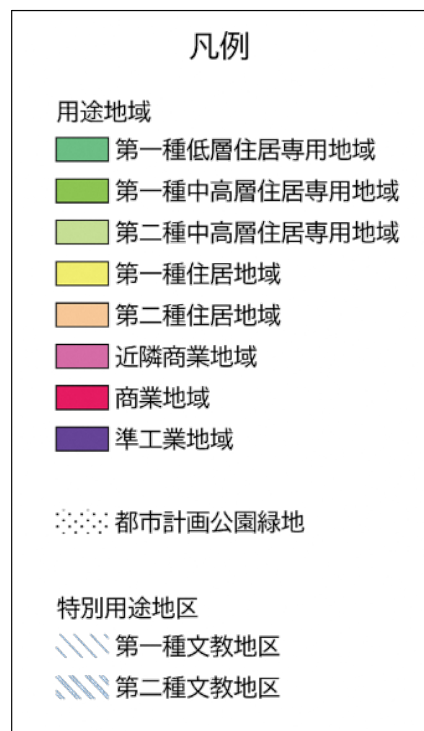 凡例
用途地域
第一種低層住居専用地域
第一種中高層住居専用地域
第二種中高層住居専用地域
第一種住居地域
第二種住居地域
近隣商業地域
商業地域
準工業地域
都市計画公園緑地
特別用途地区
第一種文教地区
第二種文教地区